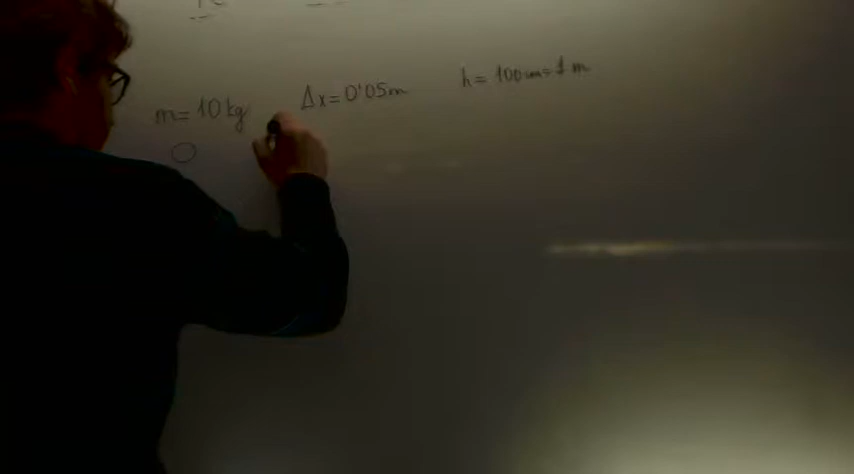 m = 10 kg Δx = 0'05 m h = 100 cm = 1 m